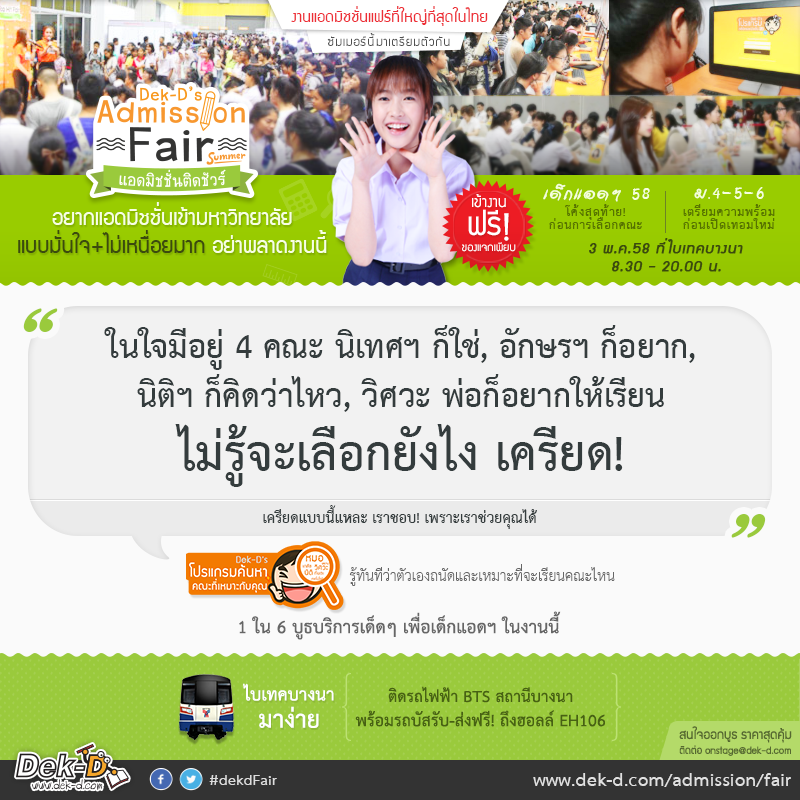 งานแอดมิชชั่นแฟร์ที่ใหญ่ที่สุดในไทย
ซัมเมอร์นี้มาเตรียมตัวกัน
Dek-D's
Admission
Fair
Summer
แอดมิชชั่นติดชัวร์
อยากแอดมิชชั่นเข้ามหาวิทยาลัย
แบบมั่นใจ+ไม่เหนื่อยมาก อย่าพลาดงานนี้
เข้างาน
ฟรี!
ของแจกเพียบ
เด็กแอดฯ 58
โค้งสุดท้าย!
ก่อนการเลือกคณะ
ม.4-5-6
เตรียมความพร้อม
ก่อนเปิดเทอมใหม่
3 พ.ค.58 ที่ไบเทคบางนา
8.30 - 20.00 น.
ในใจมีอยู่ 4 คณะ นิเทศฯ ก็ใช่, อักษรฯ ก็อยาก,
นิติฯ ก็คิดว่าไหว, วิศวะ พ่อก็อยากให้เรียน
ไม่รู้จะเลือกยังไง เครียด!
เครียดแบบนี้แหละ เราชอบ! เพราะเราช่วยคุณได้
Dek-D's
โปรแกรมค้นหา
คณะที่เหมาะกับคุณ
หมอ
วิศวะ
นิติ
รู้ทันทีว่าตัวเองถนัดและเหมาะที่จะเรียนคณะไหน
1 ใน 6 บูธบริการเด็ดๆ เพื่อเด็กแอดฯ ในงานนี้
ไบเทคบางนา
มาง่าย
ติดรถไฟฟ้า BTS สถานีบางนา
พร้อมรถบัสรับ-ส่งฟรี! ถึงฮอลล์ EH106
สนใจออกบูธ ราคาสุดคุ้ม
ติดต่อ onstage@dek-d.com
Dek-D
www.dek-d.com
#dekdFair
www.dek-d.com/admission/fair